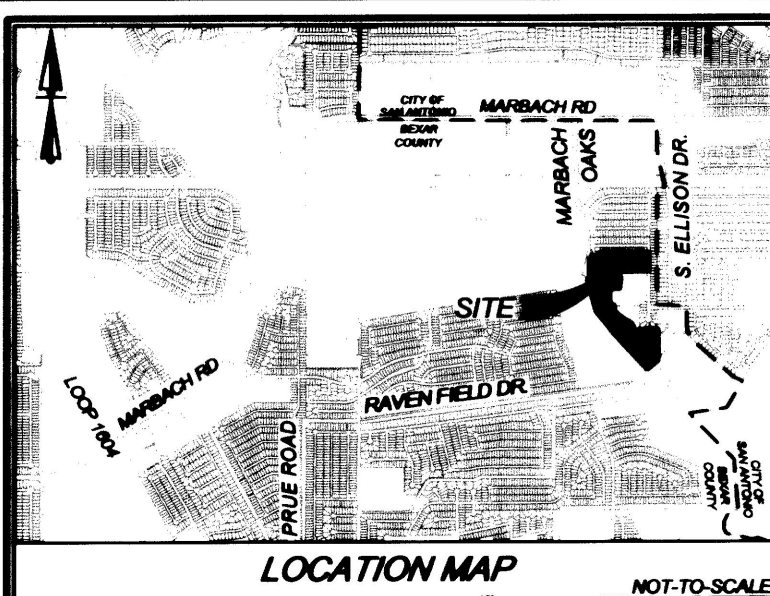 CITY OF
SAN ANTONIO
MARBACH RD
BEXAR
COUNTY
MARBACH
OAKS
S. ELLISON DR.
SITE
LOOP 1604
MARBACH RD
RAVEN FIELD DR.
PRUE ROAD
CITY OF
SAN ANTONIO
BEXAR
COUNTY
LOCATION MAP
NOT-TO-SCALE